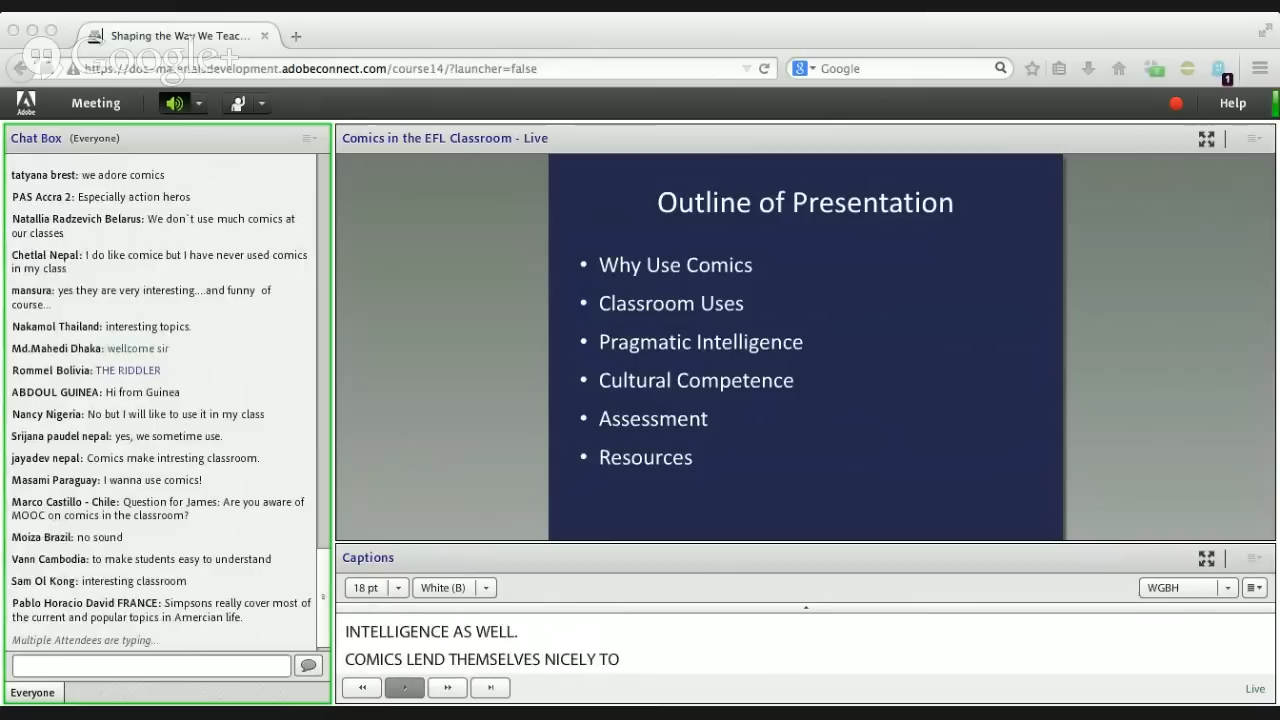 Shaping the Way We Teac...
Google+
adobeconnect.com/course14/?launcher=false
Google
1
Adobe
Meeting
Help
Chat Box (Everyone)
tatyana brest: we adore comics
PAS Accra 2: Especially action heros
Natallia Radzevich Belarus: We don`t use much comics at
our classes
Chetlal Nepal: I do like comice but I have never used comics
in my class
mansura: yes they are very interesting....and funny of
course...
Nakamol Thailand: interesting topics.
Md.Mahedi Dhaka: wellcome sir
Rommel Bolivia: THE RIDDLER
ABDOUL GUINEA: Hi from Guinea
Nancy Nigeria: No but I will like to use it in my class
Srijana paudel nepal: yes, we sometime use.
jayadev nepal: Comics make intresting classroom.
Masami Paraguay: I wanna use comics!
Marco Castillo - Chile: Question for James: Are you aware of
MOOC on comics in the classroom?
Moiza Brazil: no sound
Vann Cambodia: to make students easy to understand
Sam Ol Kong: interesting classroom
Pablo Horacio David FRANCE: Simpsons really cover most of
the current and popular topics in Amercian life.
Multiple Attendees are typing...
Everyone
Comics in the EFL Classroom - Live
Outline of Presentation
• Why Use Comics
• Classroom Uses
• Pragmatic Intelligence
• Cultural Competence
• Assessment
• Resources
Captions
18 pt
White (B)
WGBH
INTELLIGENCE AS WELL.
COMICS LEND THEMSELVES NICELY TO
Live